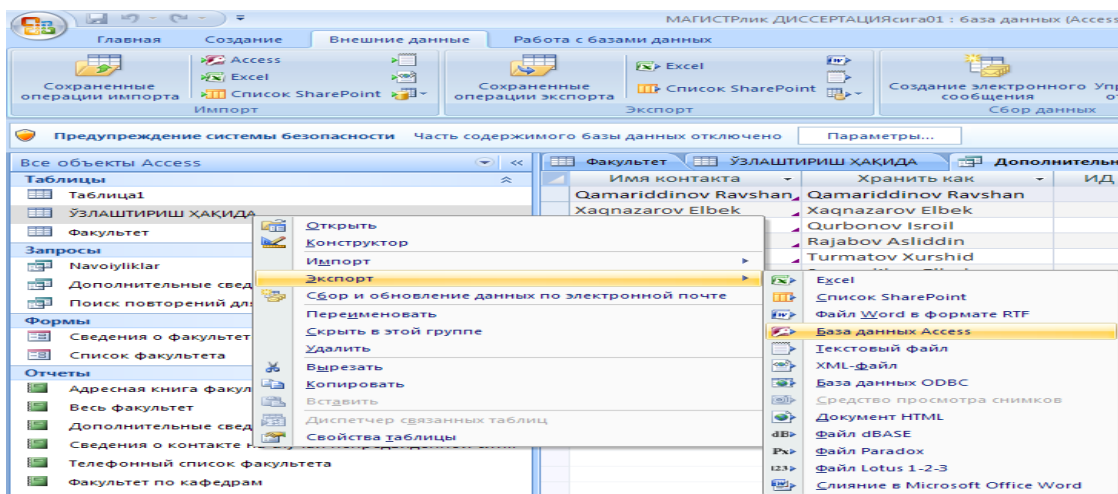 МАГИСТРлик ДИССЕРТАЦИЯсига01 : база данных (Access
Главная Создание Внешние данные Работа с базами данных
Сохраненные операции импорта
Access
Excel
Список SharePoint
Импорт
Сохраненные операции экспорта
Excel
Список SharePoint
Экспорт
Создание электронного сообщения
Упр
Сбор данных
Предупреждение системы безопасности Часть содержимого базы данных отключено Параметры...
Все объекты Access
Таблицы
Таблица1
ЎЗЛАШТИРИШ ҲАҚИДА
Факультет
Запросы
Navoiyliklar
Дополнительные свед
Поиск повторений для
Формы
Сведения о факультет
Список факультета
Отчеты
Адресная книга факул
Весь факультет
Дополнительные свед
Сведения о контакте
Телефонный список факультета
Факультет по кафедрам
Открыть
Конструктор
Импорт
Экспорт
Сбор и обновление данных по электронной почте
Переименовать
Скрыть в этой группе
Удалить
Вырезать
Копировать
Вставить
Диспетчер связанных таблиц
Свойства таблицы
Факультет ЎЗЛАШТИРИШ ҲАҚИДА Дополнительн
Имя контакта Хранить как ИД
Qamariddinov Ravshan Qamariddinov Ravshan
Xaqnazarov Elbek Xaqnazarov Elbek
Qurbonov Isroil
Rajabov Asliddin
Turmatov Xurshid
Excel
Список SharePoint
Файл Word в формате RTF
База данных Access
Текстовый файл
XML-файл
База данных ODBC
Средство просмотра снимков
Документ HTML
Файл dBASE
Файл Paradox
Файл Lotus 1-2-3
Слияние в Microsoft Office Word